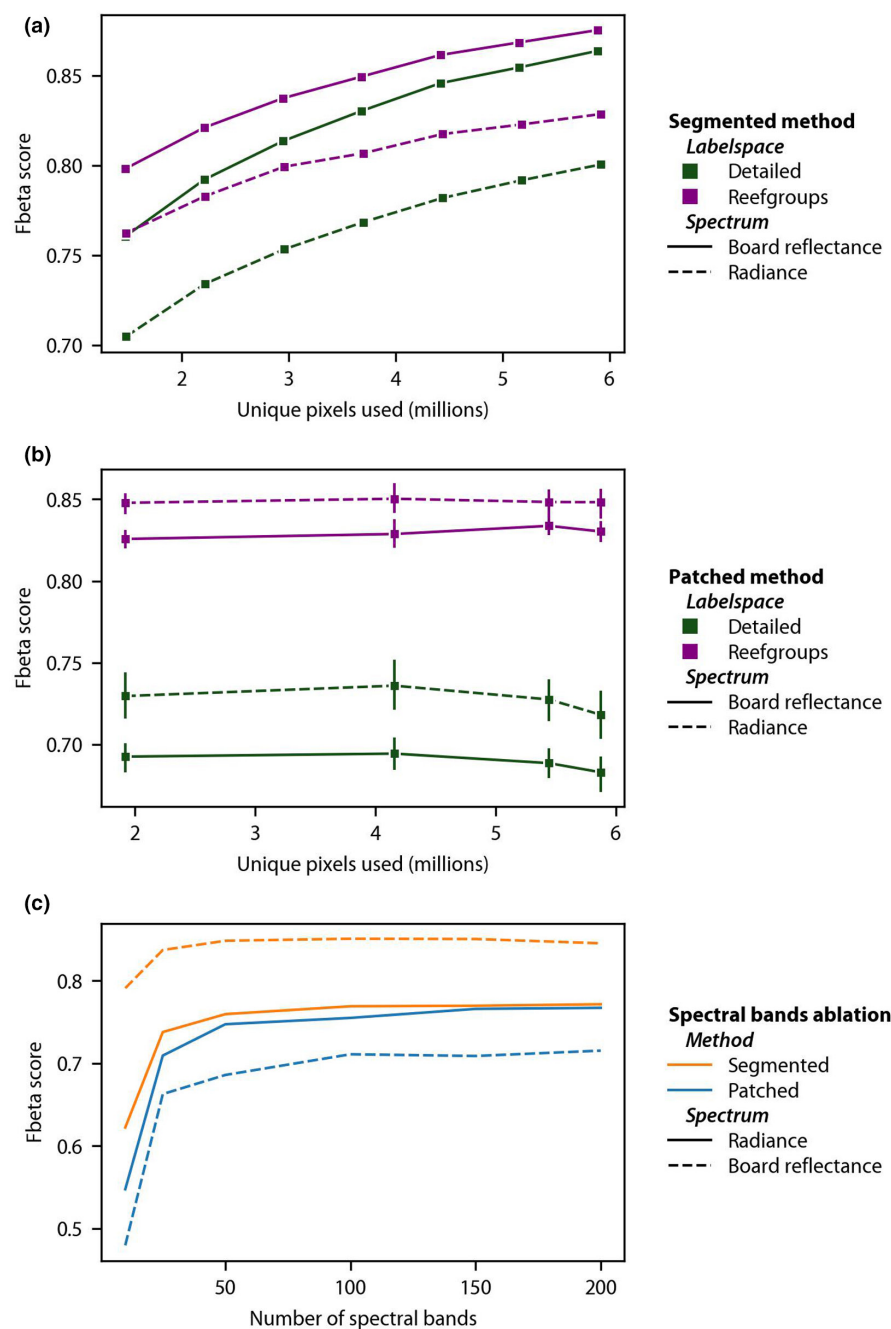 (a)
0.85
0.80
0.75
0.70
Fbeta score
2 3 4 5 6
Unique pixels used (millions)
Segmented method
Labelspace
Detailed
Reefgroups
Spectrum
Board reflectance
Radiance
(b)
0.85
0.80
0.75
0.70
Fbeta score
2 3 4 5 6
Unique pixels used (millions)
Patched method
Labelspace
Detailed
Reefgroups
Spectrum
Board reflectance
Radiance
(c)
0.8
0.7
0.6
0.5
Fbeta score
50 100 150 200
Number of spectral bands
Spectral bands ablation
Method
Segmented
Patched
Spectrum
Radiance
Board reflectance